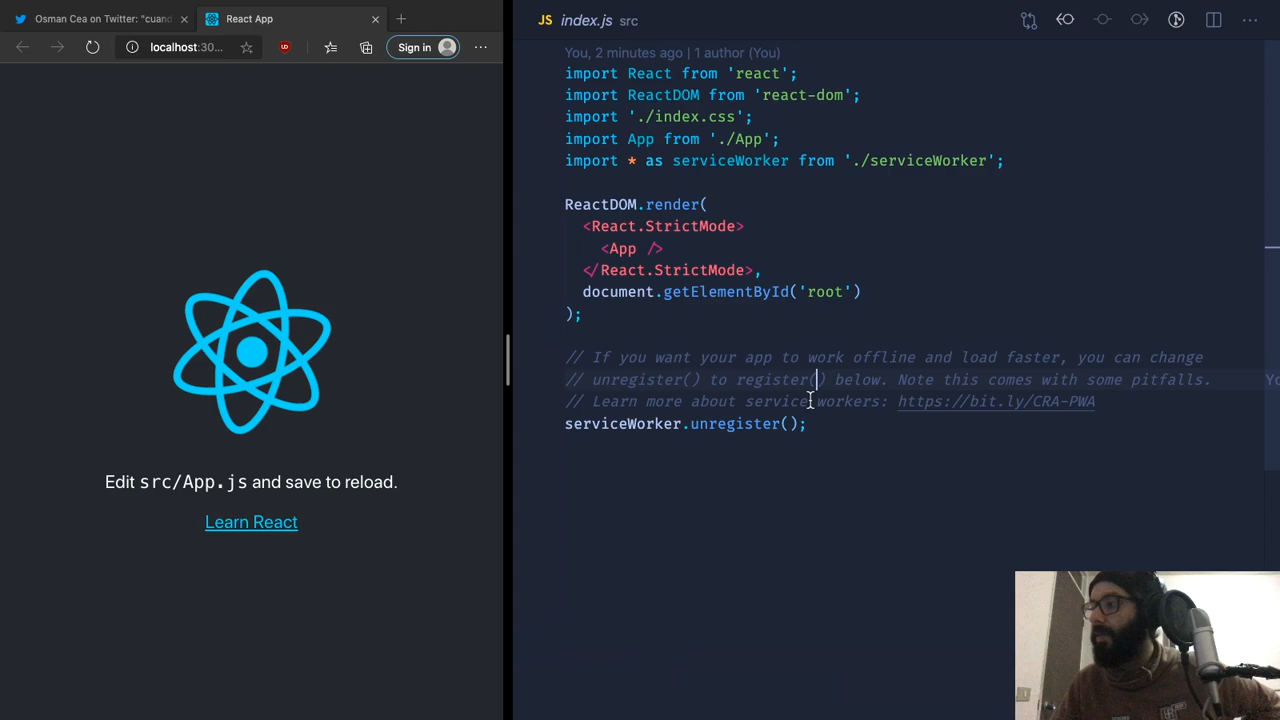 Osman Cea on Twitter: "cuand
React App
localhost:30...
Sign in
Edit src/App.js and save to reload.
Learn React
JS index.js src
You, 2 minutes ago | 1 author (You)
import React from 'react';
import ReactDOM from 'react-dom';
import './index.css';
import App from './App';
import * as serviceWorker from './serviceWorker';
ReactDOM.render(
<React.StrictMode>
<App />
</React.StrictMode>,
document.getElementById('root')
);
// If you want your app to work offline and load faster, you can change
// unregister() to register() below. Note this comes with some pitfalls. Yo
// Learn more about service workers: https://bit.ly/CRA-PWA
serviceWorker.unregister();